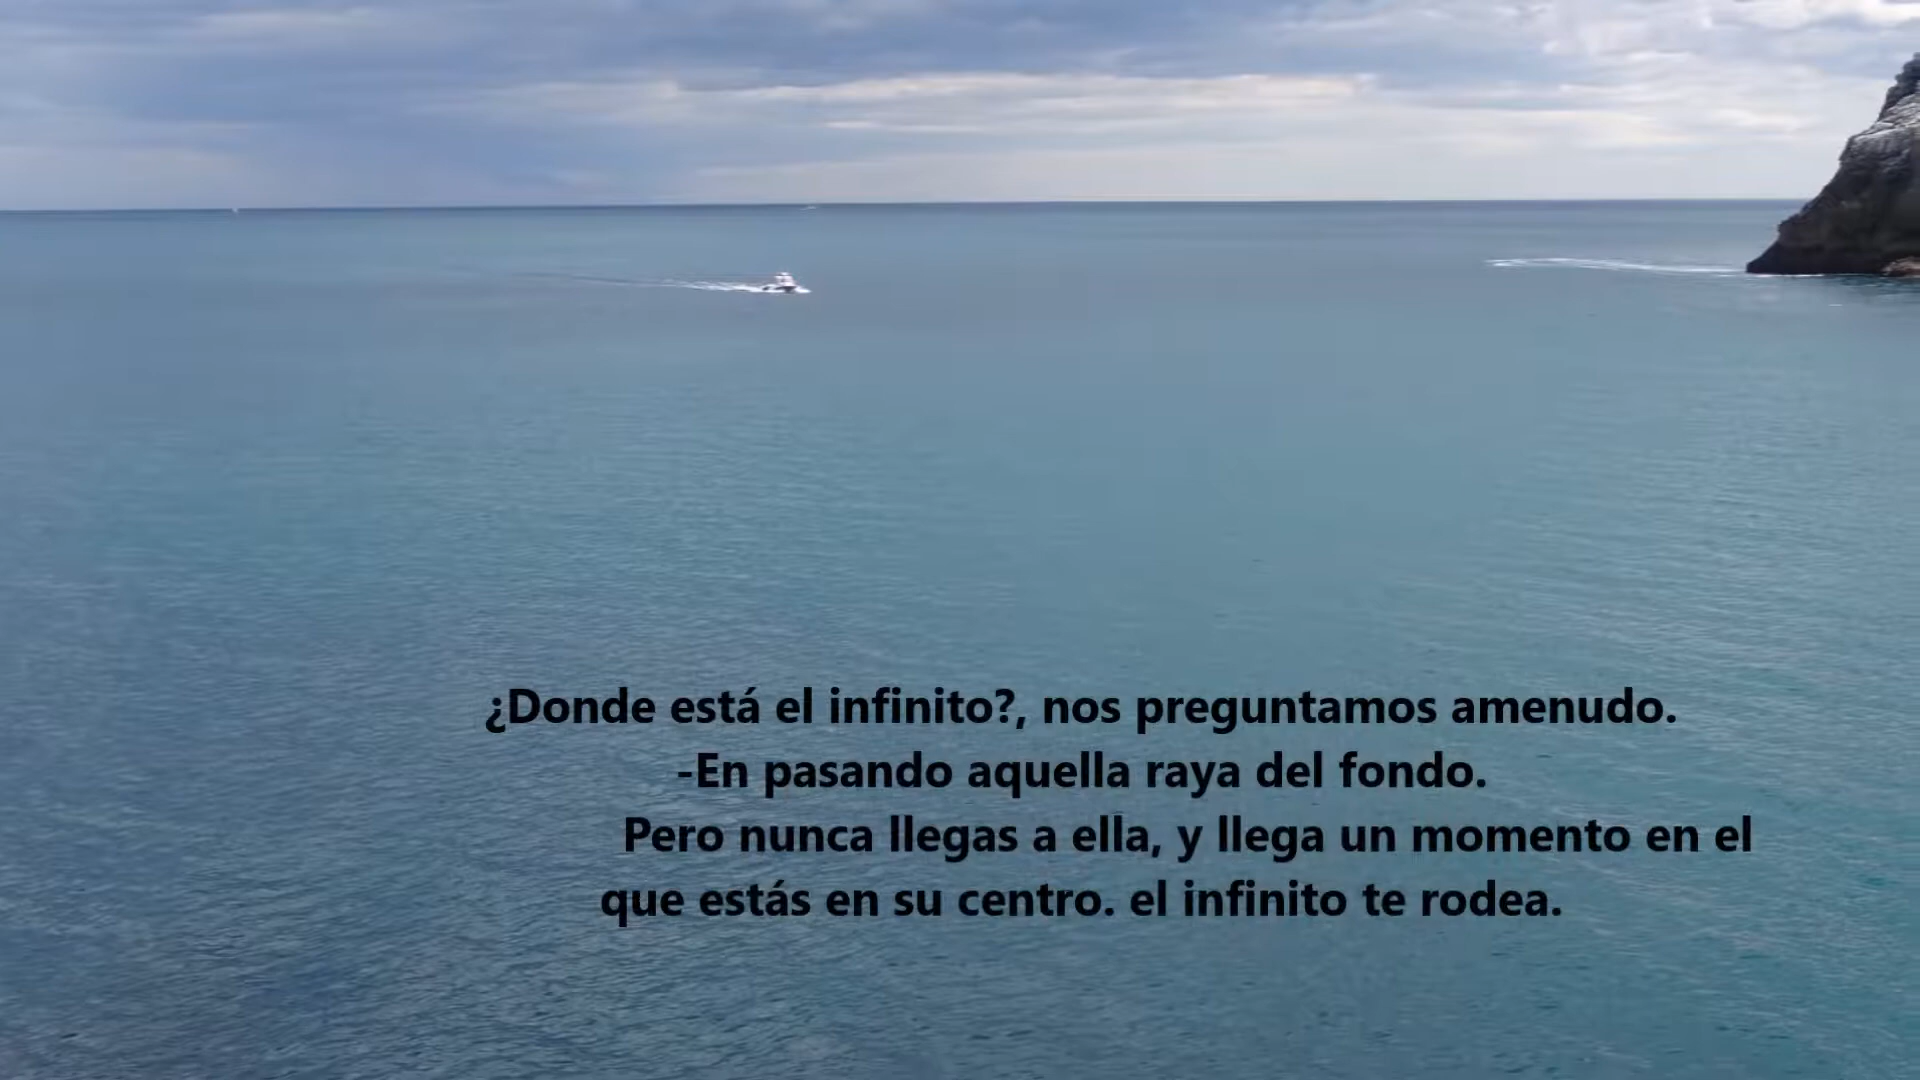 ¿Donde está el infinito?, nos preguntamos amenudo.
-En pasando aquella raya del fondo.
Pero nunca llegas a ella, y llega un momento en el
que estás en su centro. el infinito te rodea.